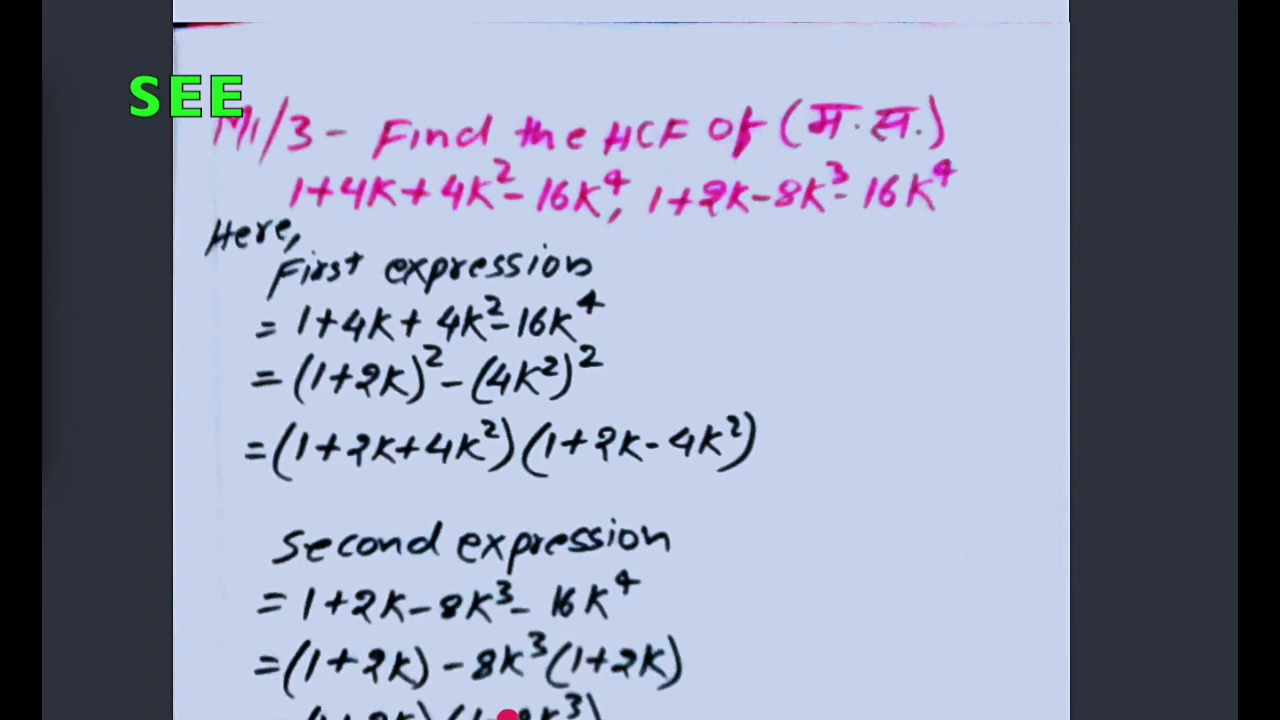 SEE
M1/3 - Find the HCF of (म.स.)
1+4K+4K²-16K⁴, 1+2K-8K³-16K⁴
Here,
First expression
= 1+4K+4K²-16K⁴
= (1+2K)²-(4K²)²
= (1+2K+4K²)(1+2K-4K²)
Second expression
= 1+2K-8K³-16K⁴
= (1+2K)-8K³(1+2K)